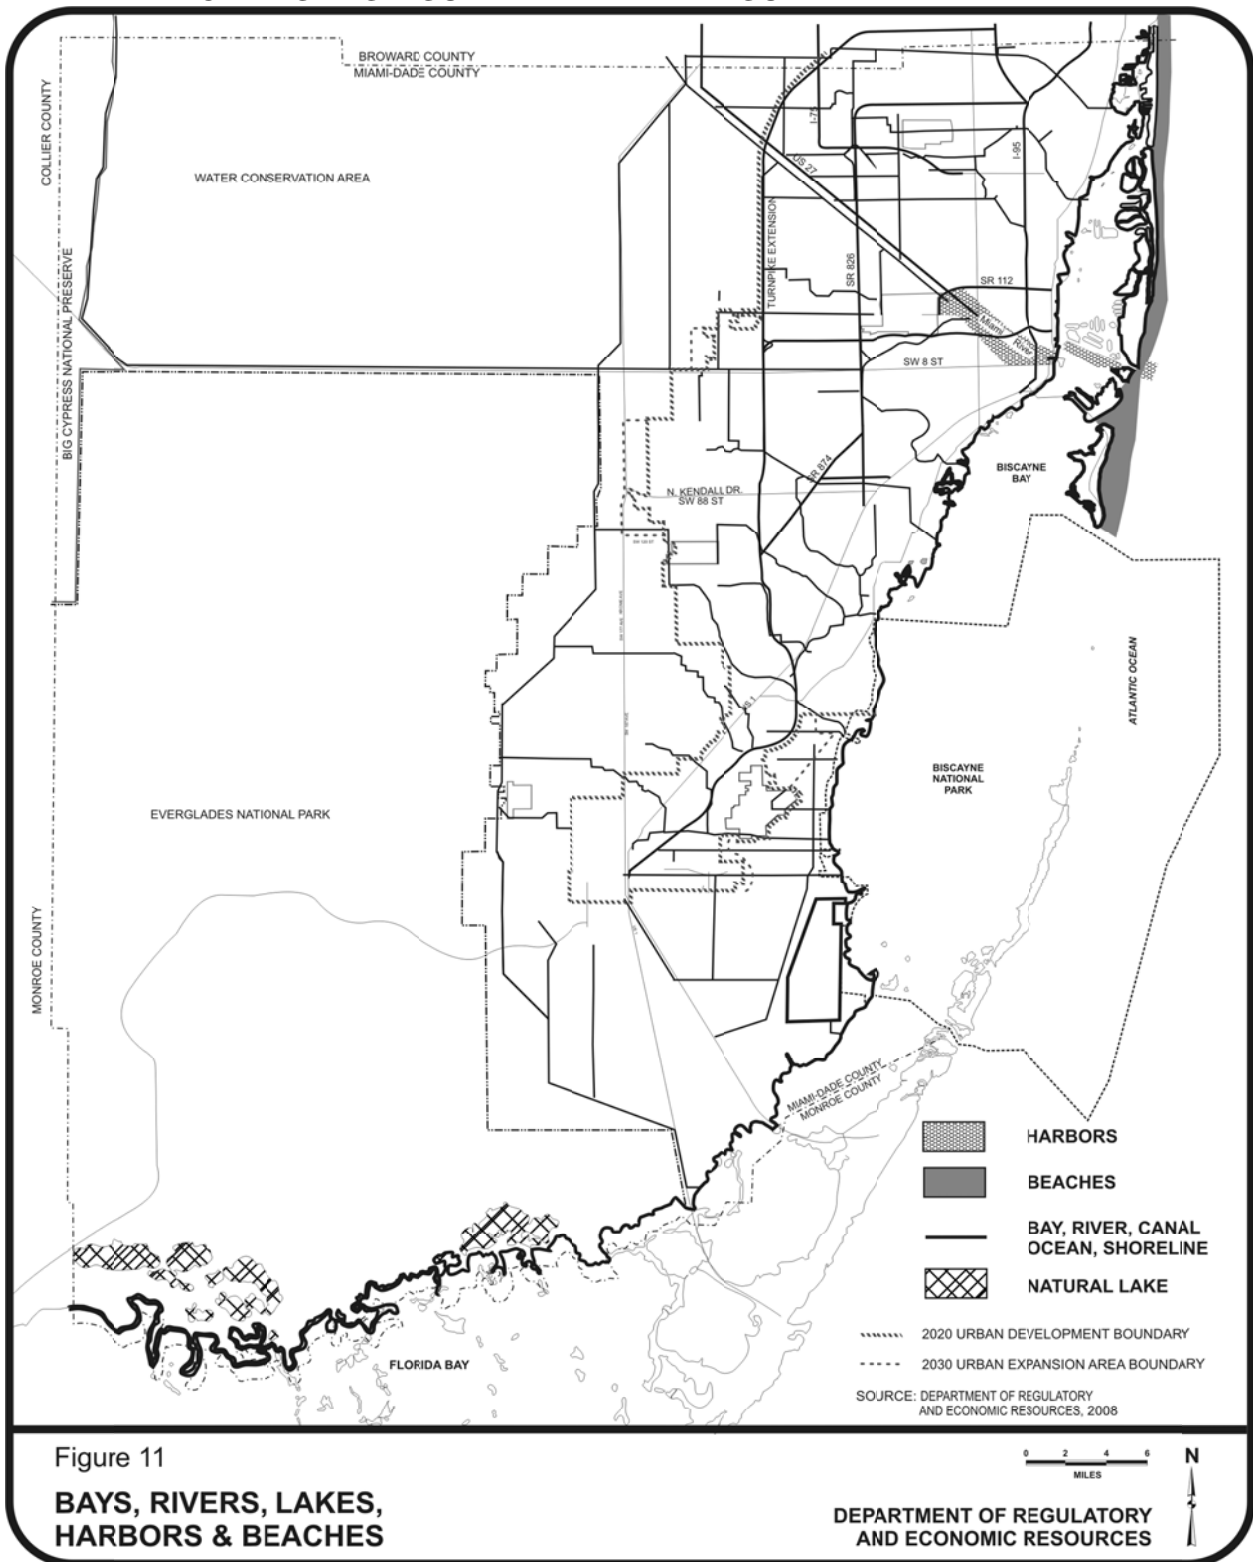 BROWARD COUNTY
MIAMI-DADE COUNTY
COLLIER COUNTY
WATER CONSERVATION AREA
BIG CYPRESS NATIONAL PRESERVE
I-75
US 27
I-95
TURNPIKE EXTENSION
SR 826
SR 112
Miami
River
SW 8 ST
SR 874
N. KENDALL DR.
SW 88 ST
BISCAYNE
BAY
ATLANTIC OCEAN
US 1
BISCAYNE
NATIONAL
PARK
EVERGLADES NATIONAL PARK
MONROE COUNTY
MIAMI-DADE COUNTY
MONROE COUNTY
HARBORS
BEACHES
BAY, RIVER, CANAL
OCEAN, SHORELINE
NATURAL LAKE
2020 URBAN DEVELOPMENT BOUNDARY
2030 URBAN EXPANSION AREA BOUNDARY
FLORIDA BAY
SOURCE: DEPARTMENT OF REGULATORY
AND ECONOMIC RESOURCES, 2008
Figure 11
BAYS, RIVERS, LAKES,
HARBORS & BEACHES
0 2 4 6
MILES
N
DEPARTMENT OF REGULATORY
AND ECONOMIC RESOURCES